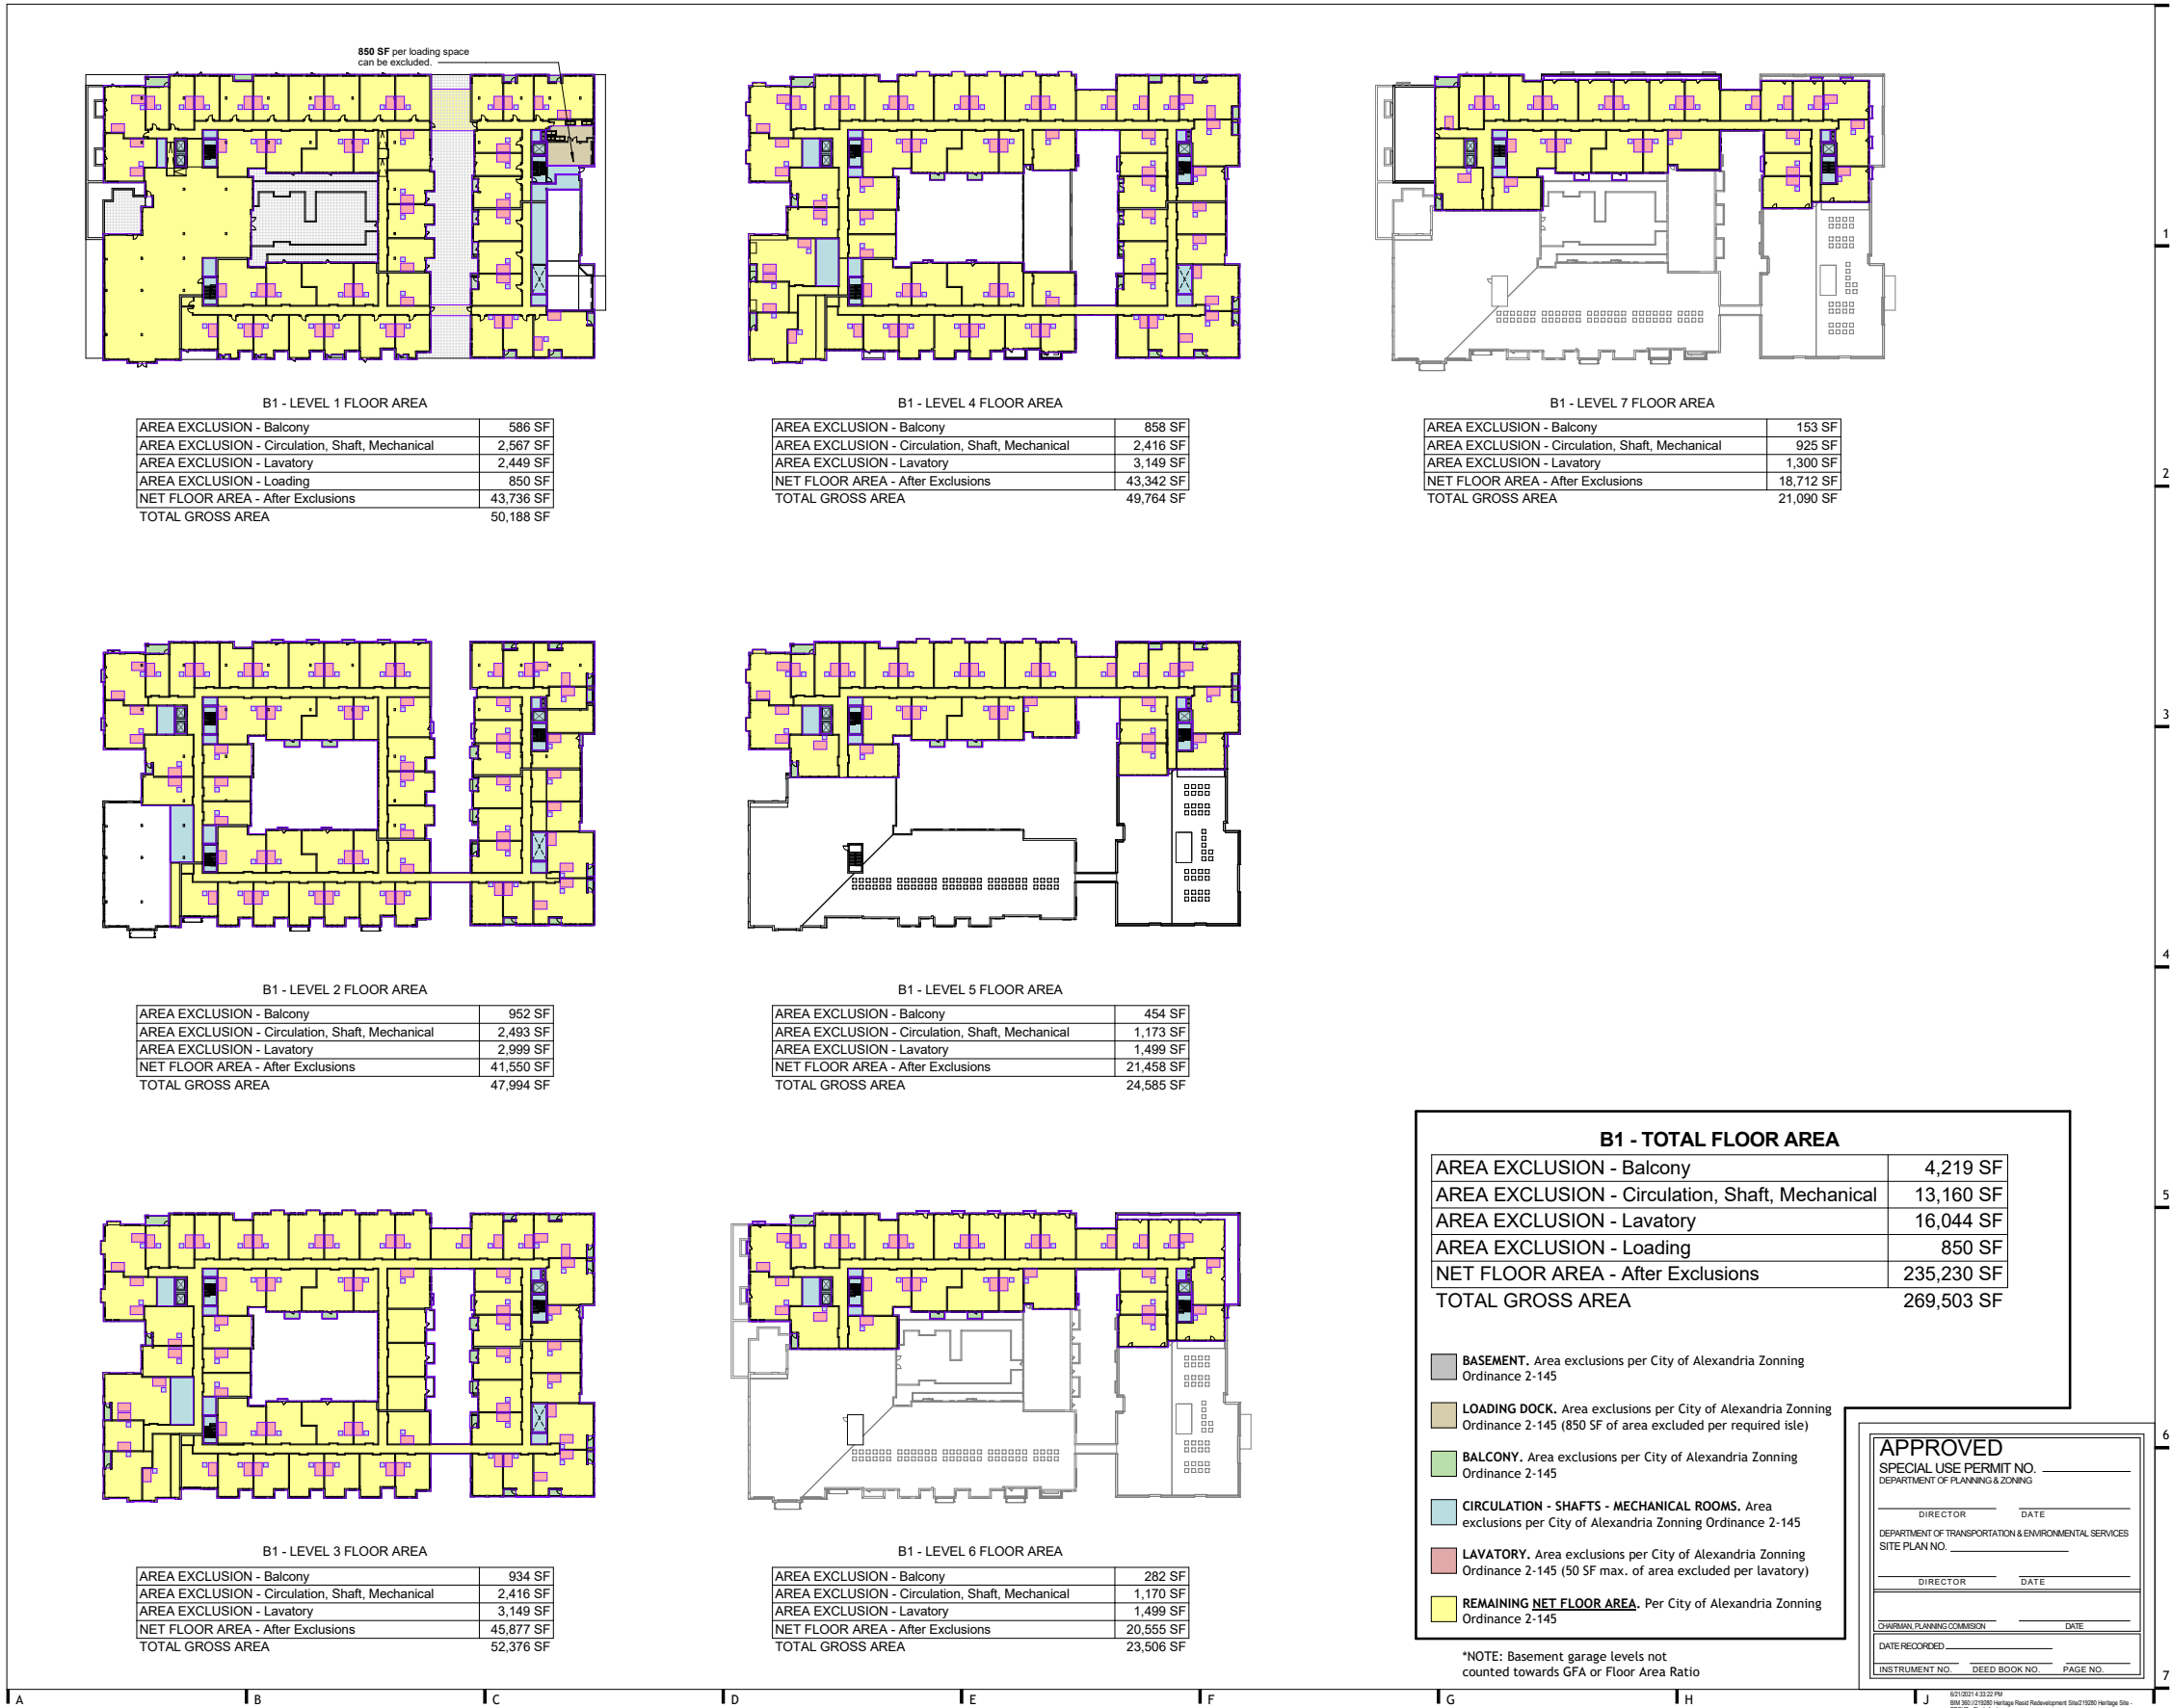 850 SF per loading space
can be excluded.
B1 - LEVEL 1 FLOOR AREA
AREA EXCLUSION - Balcony 586 SF
AREA EXCLUSION - Circulation, Shaft, Mechanical 2,567 SF
AREA EXCLUSION - Lavatory 2,449 SF
AREA EXCLUSION - Loading 850 SF
NET FLOOR AREA - After Exclusions 43,736 SF
TOTAL GROSS AREA 50,188 SF
B1 - LEVEL 4 FLOOR AREA
AREA EXCLUSION - Balcony 858 SF
AREA EXCLUSION - Circulation, Shaft, Mechanical 2,416 SF
AREA EXCLUSION - Lavatory 3,149 SF
NET FLOOR AREA - After Exclusions 43,342 SF
TOTAL GROSS AREA 49,764 SF
B1 - LEVEL 7 FLOOR AREA
AREA EXCLUSION - Balcony 153 SF
AREA EXCLUSION - Circulation, Shaft, Mechanical 925 SF
AREA EXCLUSION - Lavatory 1,300 SF
NET FLOOR AREA - After Exclusions 18,712 SF
TOTAL GROSS AREA 21,090 SF
B1 - LEVEL 2 FLOOR AREA
AREA EXCLUSION - Balcony 952 SF
AREA EXCLUSION - Circulation, Shaft, Mechanical 2,493 SF
AREA EXCLUSION - Lavatory 2,999 SF
NET FLOOR AREA - After Exclusions 41,550 SF
TOTAL GROSS AREA 47,994 SF
B1 - LEVEL 5 FLOOR AREA
AREA EXCLUSION - Balcony 454 SF
AREA EXCLUSION - Circulation, Shaft, Mechanical 1,173 SF
AREA EXCLUSION - Lavatory 1,499 SF
NET FLOOR AREA - After Exclusions 21,458 SF
TOTAL GROSS AREA 24,585 SF
B1 - LEVEL 3 FLOOR AREA
AREA EXCLUSION - Balcony 934 SF
AREA EXCLUSION - Circulation, Shaft, Mechanical 2,416 SF
AREA EXCLUSION - Lavatory 3,149 SF
NET FLOOR AREA - After Exclusions 45,877 SF
TOTAL GROSS AREA 52,376 SF
B1 - LEVEL 6 FLOOR AREA
AREA EXCLUSION - Balcony 282 SF
AREA EXCLUSION - Circulation, Shaft, Mechanical 1,170 SF
AREA EXCLUSION - Lavatory 1,499 SF
NET FLOOR AREA - After Exclusions 20,555 SF
TOTAL GROSS AREA 23,506 SF
B1 - TOTAL FLOOR AREA
AREA EXCLUSION - Balcony 4,219 SF
AREA EXCLUSION - Circulation, Shaft, Mechanical 13,160 SF
AREA EXCLUSION - Lavatory 16,044 SF
AREA EXCLUSION - Loading 850 SF
NET FLOOR AREA - After Exclusions 235,230 SF
TOTAL GROSS AREA 269,503 SF
BASEMENT. Area exclusions per City of Alexandria Zonning
Ordinance 2-145
LOADING DOCK. Area exclusions per City of Alexandria Zonning
Ordinance 2-145 (850 SF of area excluded per required isle)
BALCONY. Area exclusions per City of Alexandria Zonning
Ordinance 2-145
CIRCULATION - SHAFTS - MECHANICAL ROOMS. Area
exclusions per City of Alexandria Zonning Ordinance 2-145
LAVATORY. Area exclusions per City of Alexandria Zonning
Ordinance 2-145 (50 SF max. of area excluded per lavatory)
REMAINING NET FLOOR AREA. Per City of Alexandria Zonning
Ordinance 2-145
*NOTE: Basement garage levels not
counted towards GFA or Floor Area Ratio
APPROVED
SPECIAL USE PERMIT NO.
DEPARTMENT OF PLANNING & ZONING
DIRECTOR DATE
DEPARTMENT OF TRANSPORTATION & ENVIRONMENTAL SERVICES
SITE PLAN NO.
DIRECTOR DATE
CHAIRMAN, PLANNING COMMISION DATE
DATE RECORDED
INSTRUMENT NO. DEED BOOK NO. PAGE NO.
1
2
3
4
5
6
7
A B C D E F G H J
6/21/2021 4:33:22 PM
BIM 360://219280 Heritage Resid Redevelopment Site/219280 Heritage Site -